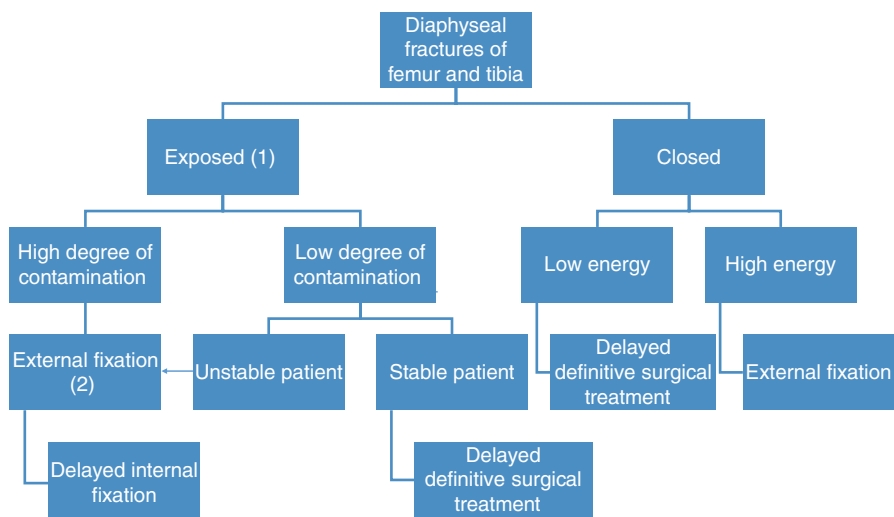 Diaphyseal
fractures of
femur and tibia
Exposed (1)
Closed
High degree of
contamination
Low degree of
contamination
Low energy
High energy
External fixation
(2)
Unstable patient
Stable patient
Delayed
definitive surgical
treatment
External fixation
Delayed internal
fixation
Delayed
definitive surgical
treatment